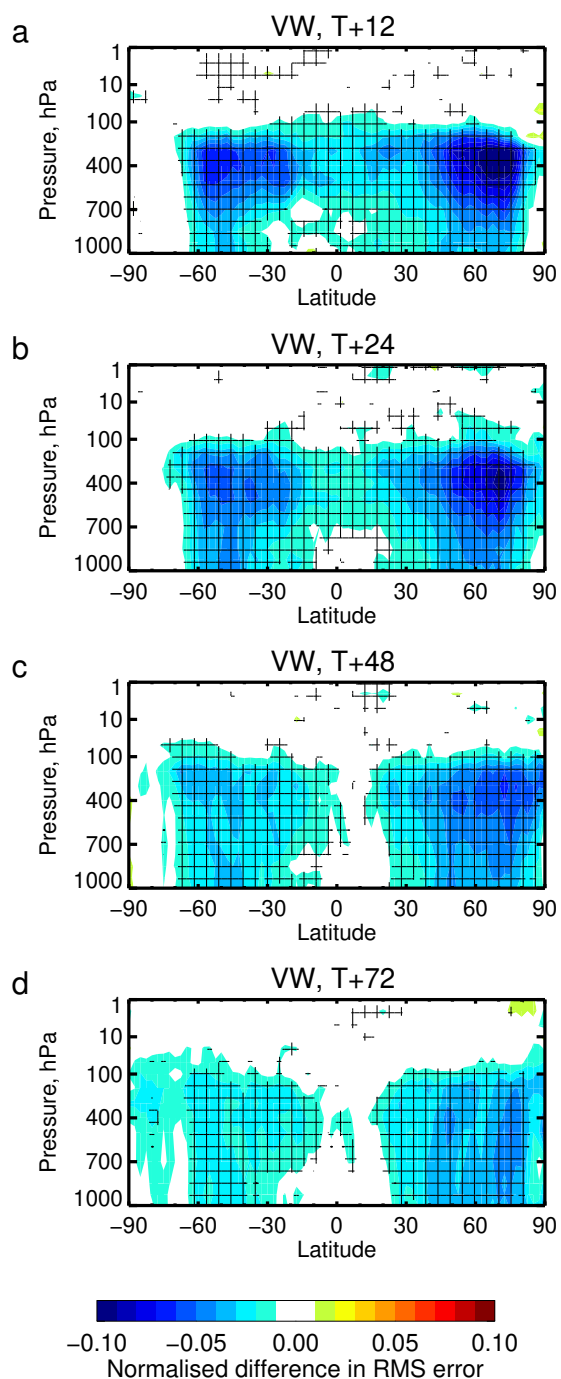 a
VW, T+12
Pressure, hPa
1
10
100
400
700
1000
−90 −60 −30 0 30 60 90
Latitude
b
VW, T+24
Pressure, hPa
1
10
100
400
700
1000
−90 −60 −30 0 30 60 90
Latitude
c
VW, T+48
Pressure, hPa
1
10
100
400
700
1000
−90 −60 −30 0 30 60 90
Latitude
d
VW, T+72
Pressure, hPa
1
10
100
400
700
1000
−90 −60 −30 0 30 60 90
Latitude
−0.10 −0.05 0.00 0.05 0.10
Normalised difference in RMS error